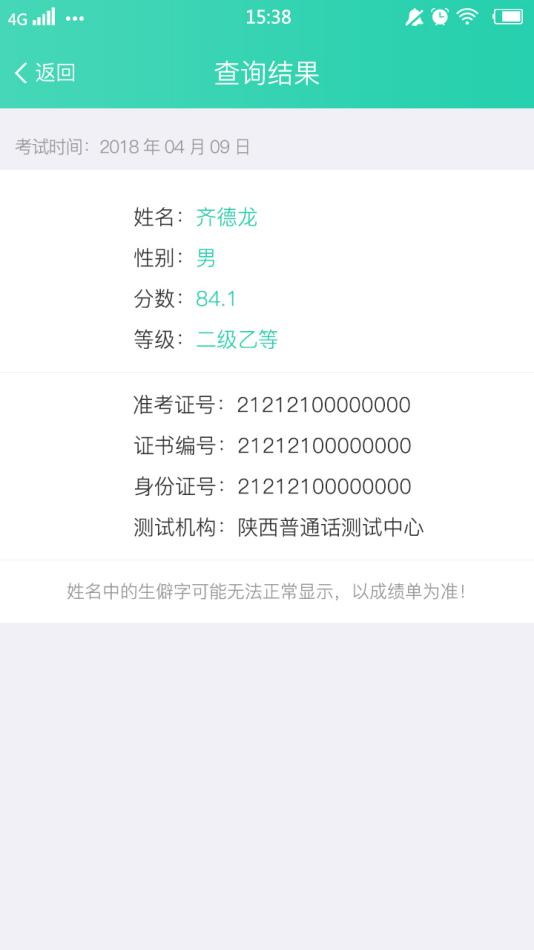 4G 15:38
返回 查询结果
考试时间：2018 年 04 月 09 日
姓名：齐德龙
性别：男
分数：84.1
等级：二级乙等
准考证号：21212100000000
证书编号：21212100000000
身份证号：21212100000000
测试机构：陕西普通话测试中心
姓名中的生僻字可能无法正常显示，以成绩单为准！